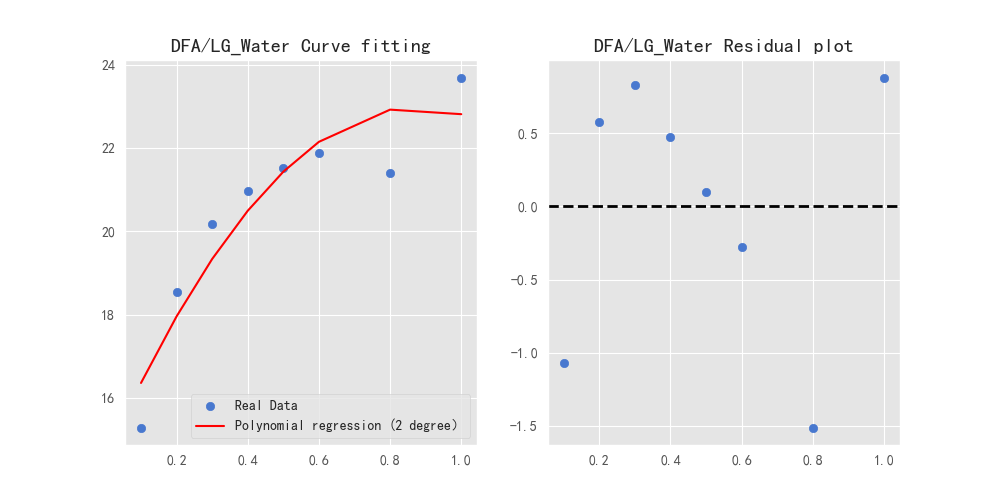 DFA/LG_Water Curve fitting
24
22
20
18
16
Real Data
Polynomial regression (2 degree)
0.2 0.4 0.6 0.8 1.0
DFA/LG_Water Residual plot
0.5
0.0
-0.5
-1.0
-1.5
0.2 0.4 0.6 0.8 1.0